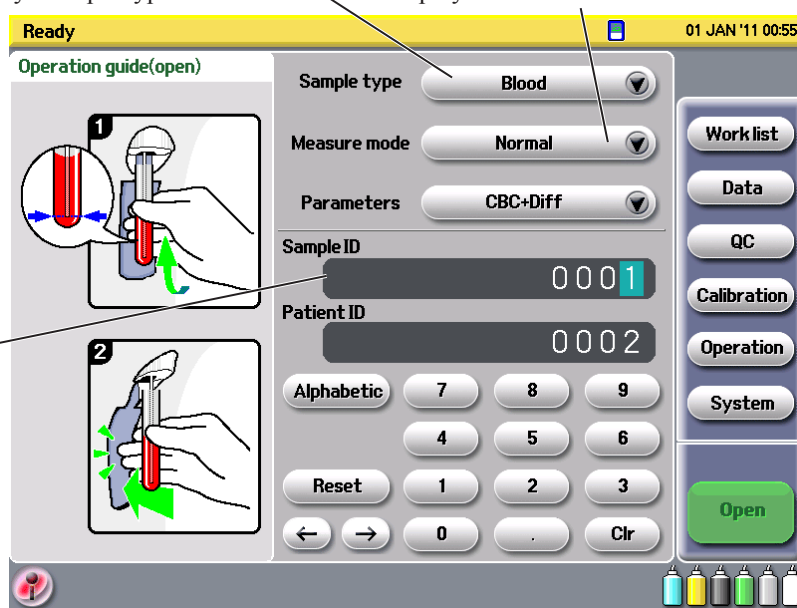 Ready
01 JAN '11 00:55
Operation guide(open)
1
2
Sample type
Blood
Measure mode
Normal
Parameters
CBC+Diff
Sample ID
0001
Patient ID
0002
Alphabetic
7
8
9
4
5
6
Reset
1
2
3
←
→
0
.
Clr
Work list
Data
QC
Calibration
Operation
System
Open